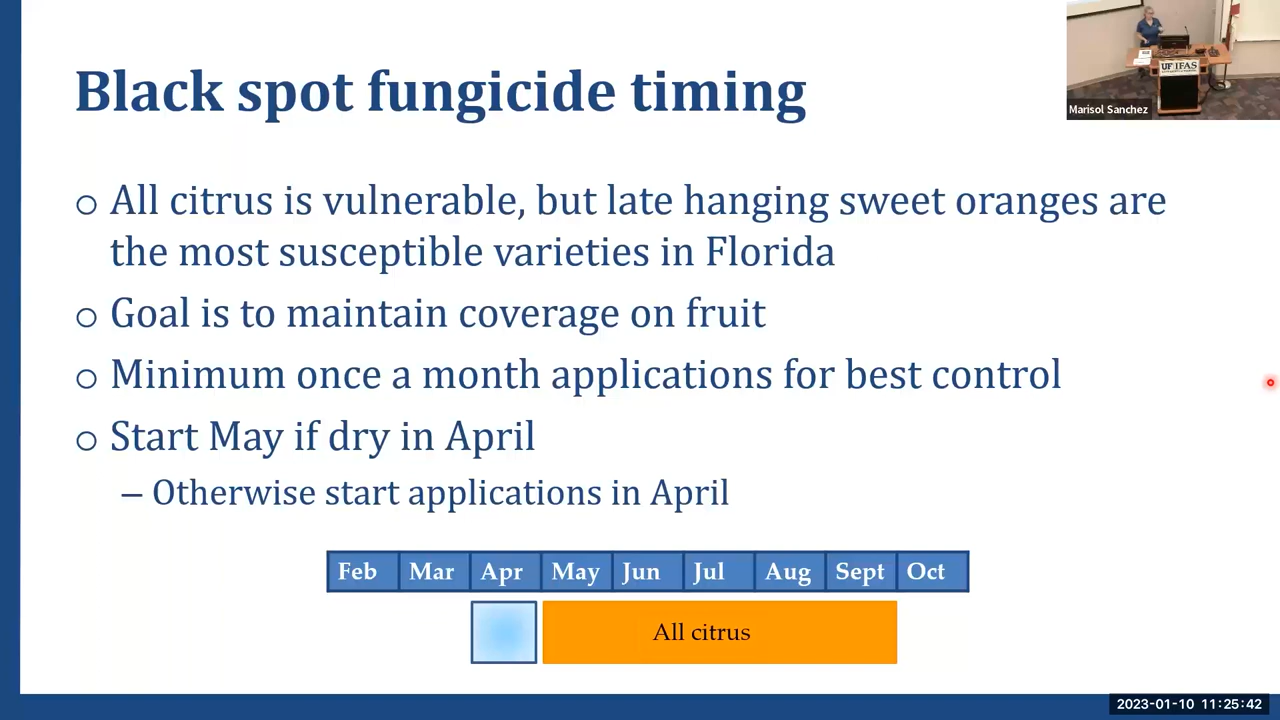 Black spot fungicide timing
All citrus is vulnerable, but late hanging sweet oranges are
the most susceptible varieties in Florida
Goal is to maintain coverage on fruit
Minimum once a month applications for best control
Start May if dry in April
– Otherwise start applications in April
Feb Mar Apr May Jun Jul Aug Sept Oct
All citrus
UF IFAS
Marisol Sanchez
2023-01-10 11:25:42